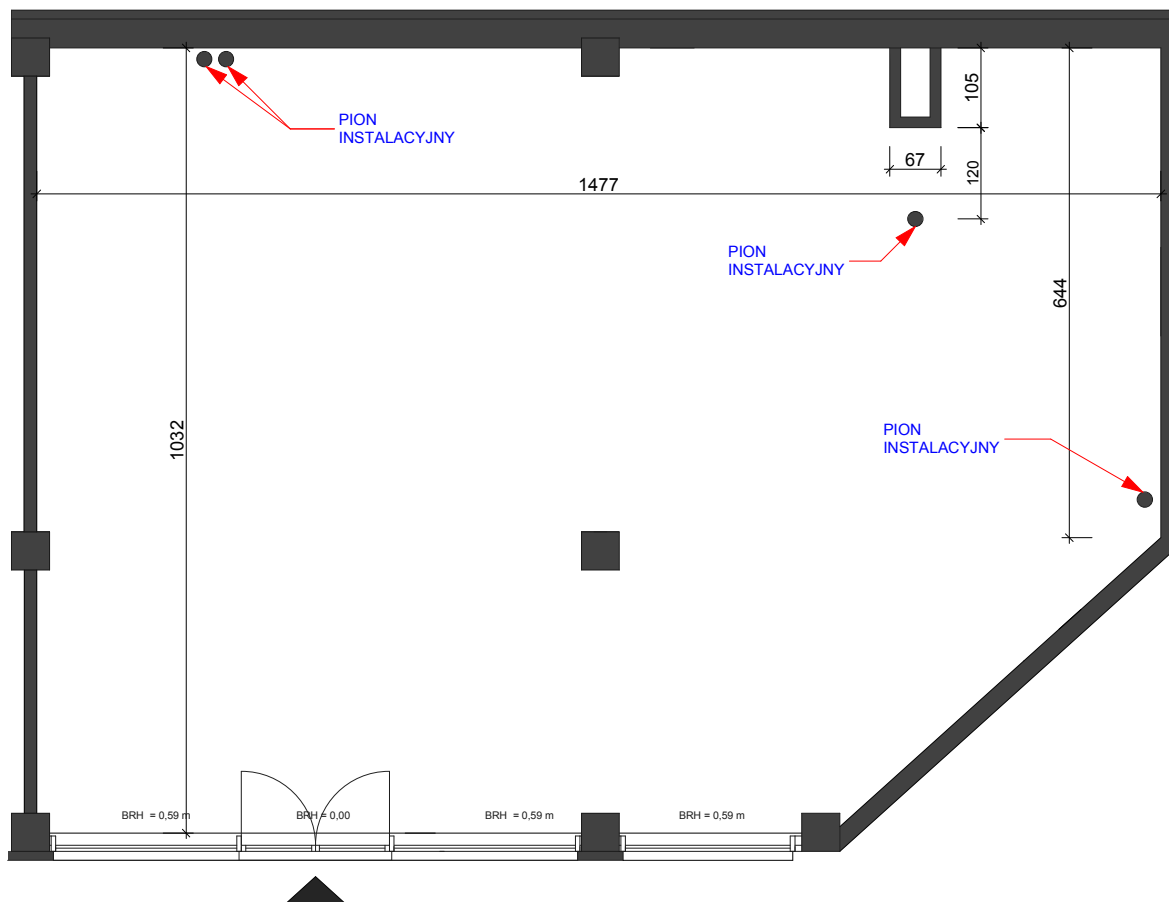 PION
INSTALACYJNY
105
67
120
1477
PION
INSTALACYJNY
644
1032
PION
INSTALACYJNY
BRH = 0,59 m
BRH = 0,00
BRH = 0,59 m
BRH = 0,59 m